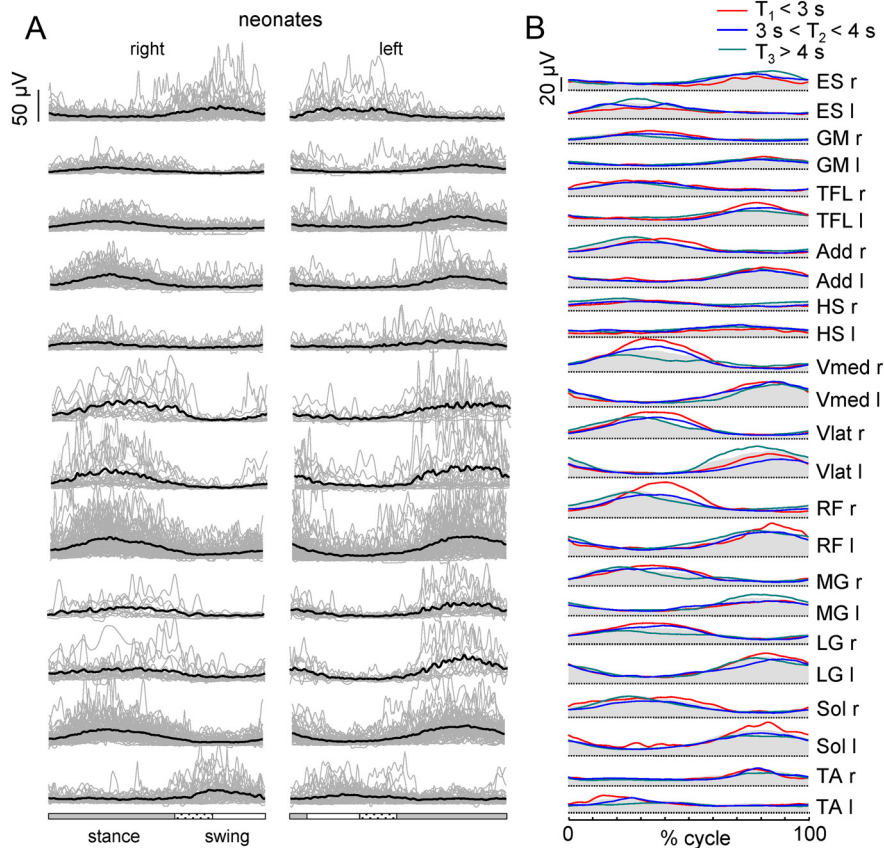 A
neonates
right
left
50 µV
stance
swing
B
T1 < 3 s
3 s < T2 < 4 s
T3 > 4 s
20 µV
ES r
ES l
GM r
GM l
TFL r
TFL l
Add r
Add l
HS r
HS l
Vmed r
Vmed l
Vlat r
Vlat l
RF r
RF l
MG r
MG l
LG r
LG l
Sol r
Sol l
TA r
TA l
0 % cycle 100